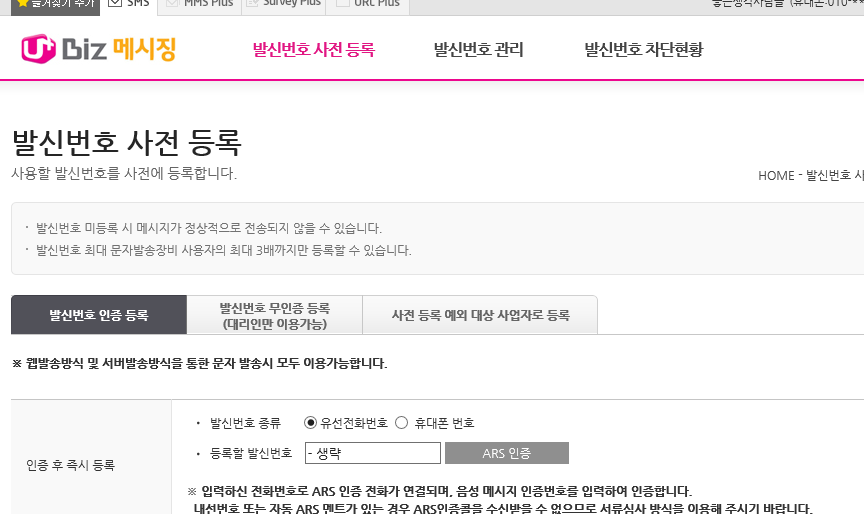 즐겨찾기 추가 SMS MMS Plus Survey Plus URL Plus
U+ Biz 메시징 발신번호 사전 등록 발신번호 관리 발신번호 차단현황
발신번호 사전 등록
사용할 발신번호를 사전에 등록합니다.
HOME - 발신번호 사
· 발신번호 미등록 시 메시지가 정상적으로 전송되지 않을 수 있습니다.
· 발신번호 최대 문자발송장비 사용자의 최대 3배까지만 등록할 수 있습니다.
발신번호 인증 등록
발신번호 무인증 등록
(대리인만 이용가능)
사전 등록 예외 대상 사업자로 등록
※ 웹발송방식 및 서버발송방식을 통한 문자 발송시 모두 이용가능합니다.
인증 후 즉시 등록
· 발신번호 종류 유선전화번호 휴대폰 번호
· 등록할 발신번호 - 생략 ARS 인증
※ 입력하신 전화번호로 ARS 인증 전화가 연결되며, 음성 메시지 인증번호를 입력하여 인증합니다.
내선번호 또는 자동 ARS 멘트가 있는 경우 ARS인증콜을 수신받을 수 없으므로 서류심사 방식을 이용해 주시기 바랍니다.